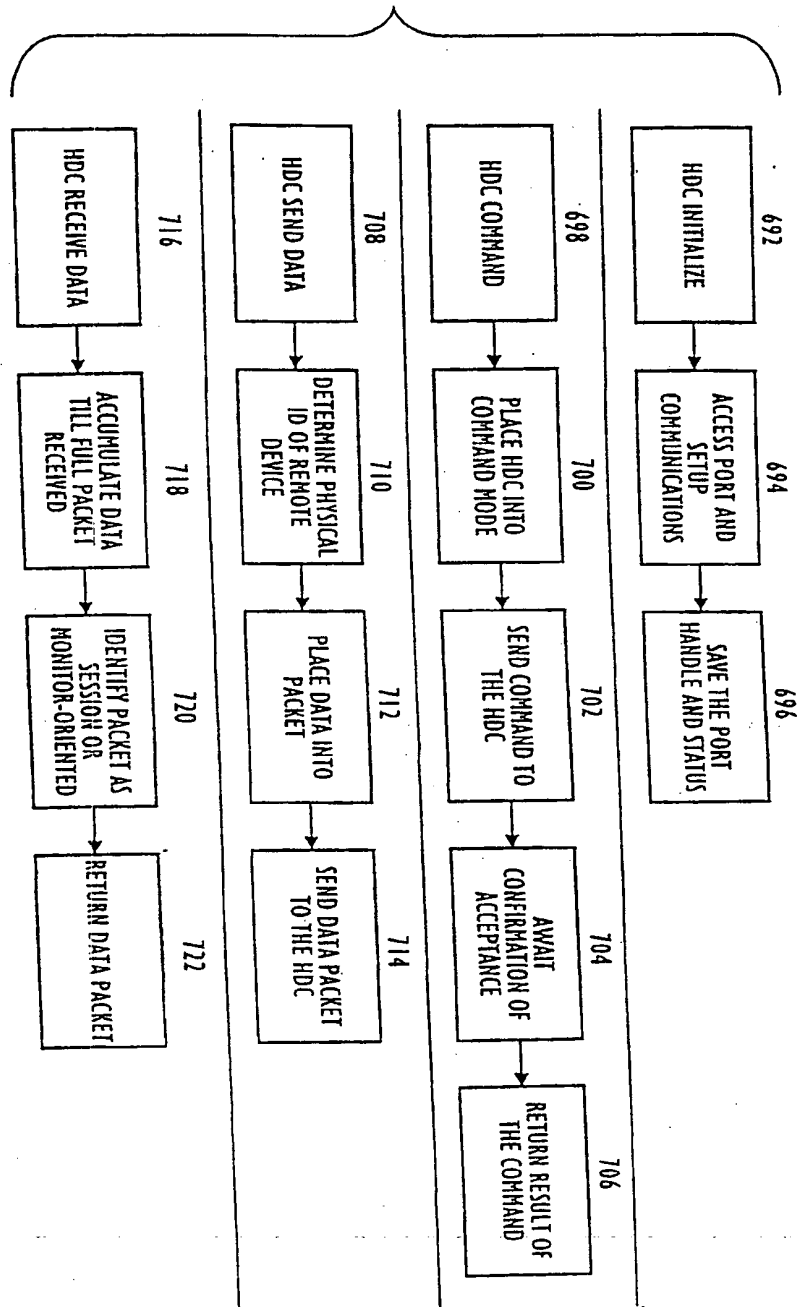 692
HDC INITIALIZE
694
ACCESS PORT AND
SETUP
COMMUNICATIONS
696
SAVE THE PORT
HANDLE AND STATUS
698
HDC COMMAND
700
PLACE HDC INTO
COMMAND MODE
702
SEND COMMAND TO
THE HDC
704
AWAIT
CONFIRMATION OF
ACCEPTANCE
706
RETURN RESULT OF
THE COMMAND
708
HDC SEND DATA
710
DETERMINE PHYSICAL
ID OF REMOTE
DEVICE
712
PLACE DATA INTO
PACKET
714
SEND DATA PACKET
TO THE HDC
716
HDC RECEIVE DATA
718
ACCUMULATE DATA
TILL FULL PACKET
RECEIVED
720
IDENTIFY PACKET AS
SESSION OR
MONITOR-ORIENTED
722
RETURN DATA PACKET